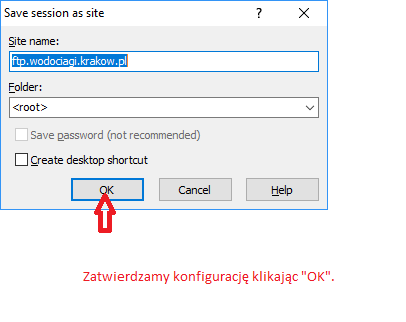 Save session as site
Site name:
ftp.wodociagi.krakow.pl
Folder:
<root>
Save password (not recommended)
Create desktop shortcut
OK Cancel Help
Zatwierdzamy konfigurację klikając "OK".